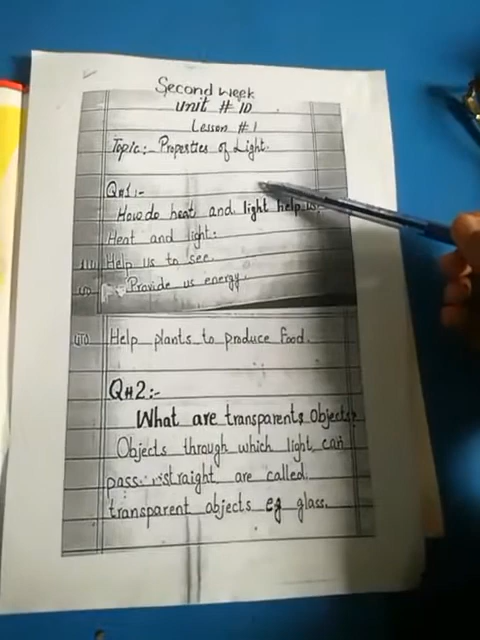 Second Week
Unit # 10
Lesson # 1
Topic:- Properties of Light.
Q#1:-
How do heat and light help us.
Heat and light:
(i) Help us to see.
(ii) Provide us energy.
(iii) Help plants to produce food.
Q#2:-
What are transparents Objects?
Objects through which light can
pass straight are called
transparent objects eg glass.